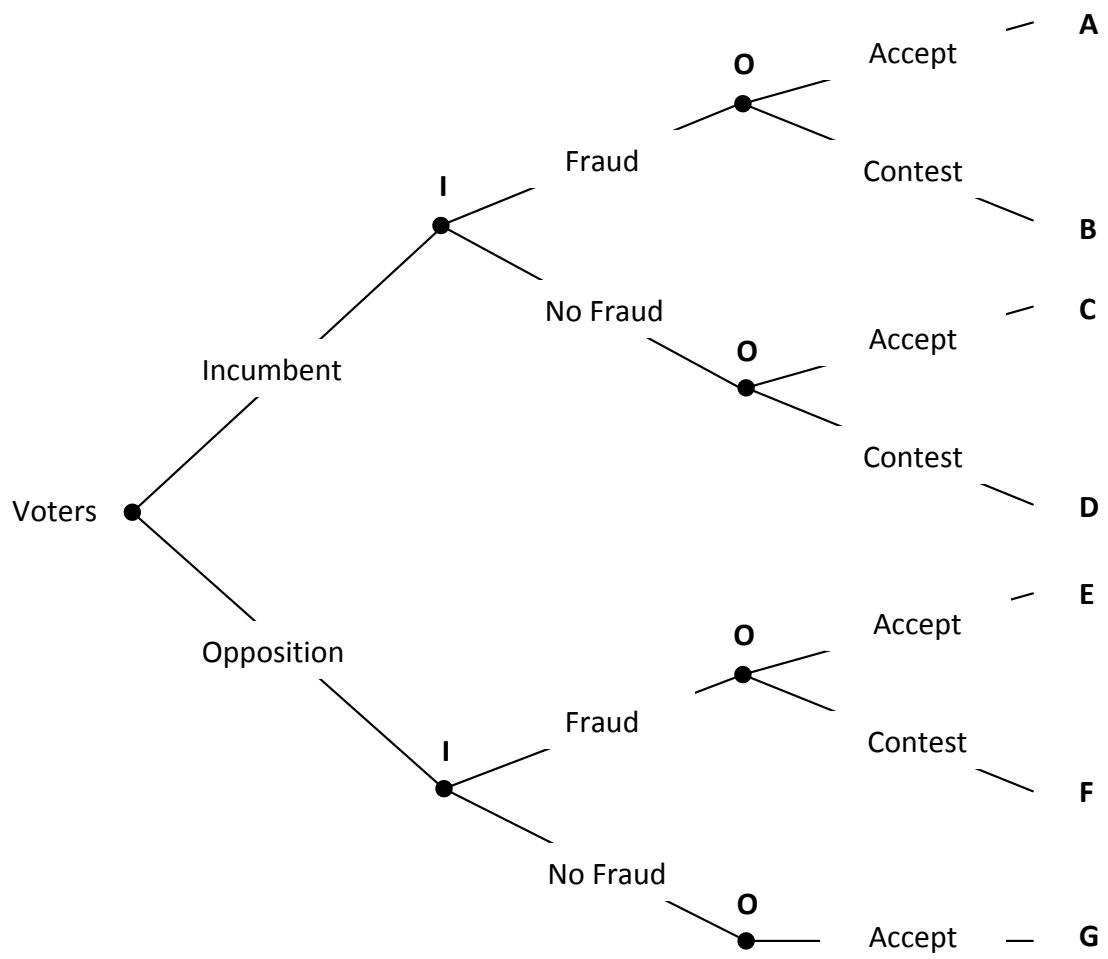 A
Accept
O
I
Fraud
Contest
B
No Fraud
C
Accept
O
Incumbent
Contest
Voters
D
E
Accept
O
Opposition
Fraud
Contest
I
F
No Fraud
O
Accept
G